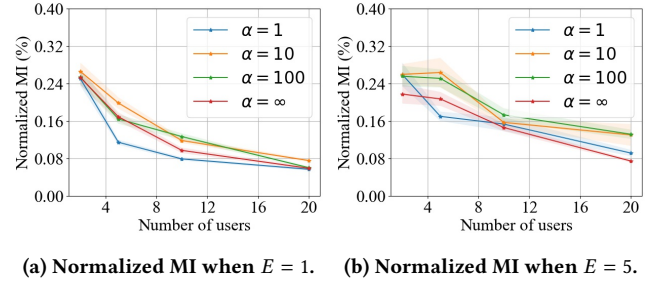 Normalized MI (%)
0.40
0.32
0.24
0.16
0.08
0.00
4 8 12 16 20
Number of users
α = 1
α = 10
α = 100
α = ∞
(a) Normalized MI when E = 1.
Normalized MI (%)
0.40
0.32
0.24
0.16
0.08
0.00
4 8 12 16 20
Number of users
α = 1
α = 10
α = 100
α = ∞
(b) Normalized MI when E = 5.